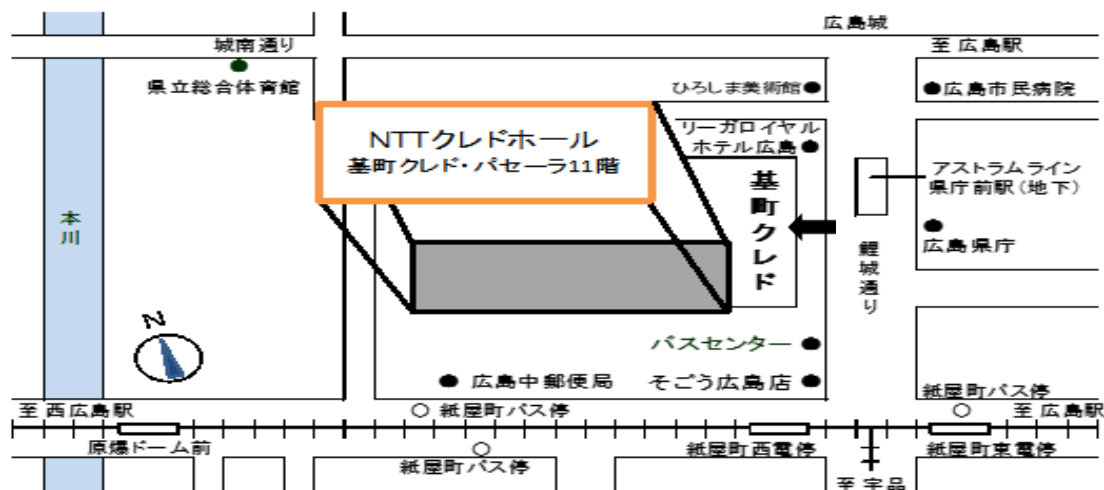 広島城
城南通り
至 広島駅
県立総合体育館
ひろしま美術館
広島市民病院
NTTクレドホール
基町クレド・パセーラ11階
リーガロイヤル
ホテル広島
基町クレド
アストラムライン
県庁前駅(地下)
広島県庁
鯉城通り
本川
N
バスセンター
広島中郵便局
そごう広島店
紙屋町バス停
至 西広島駅
紙屋町バス停
至 広島駅
原爆ドーム前
紙屋町バス停
紙屋町西電停
紙屋町東電停
至 宇品